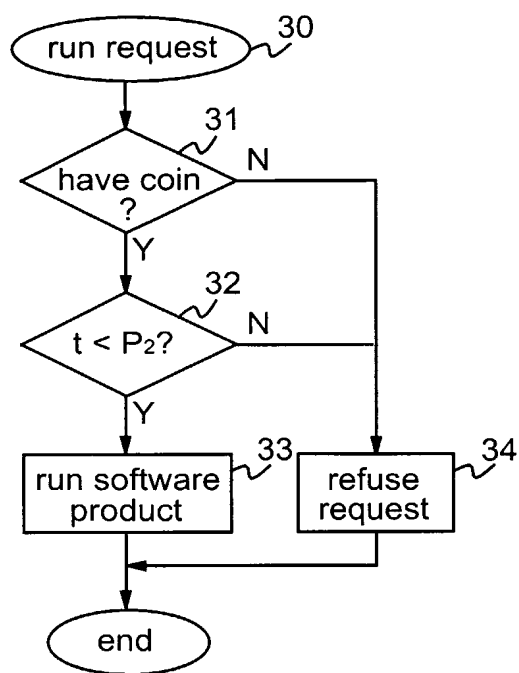 run request
30
31
have coin
?
N
Y
32
t < P₂?
N
Y
33
run software
product
34
refuse
request
end